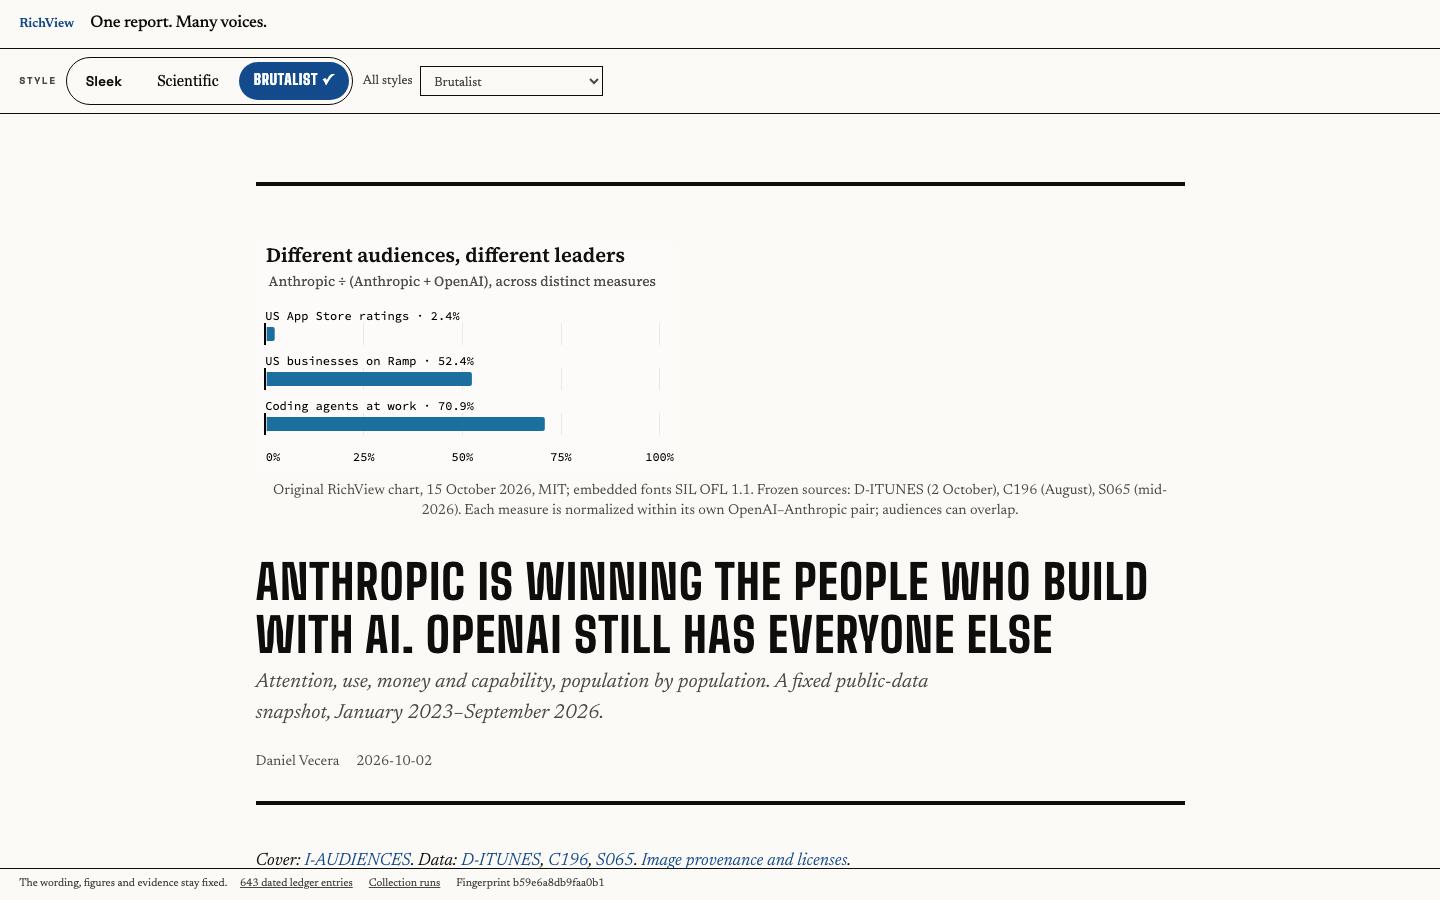 RichView One report. Many voices.
STYLE Sleek Scientific BRUTALIST ✓ All styles Brutalist
Different audiences, different leaders
Anthropic ÷ (Anthropic + OpenAI), across distinct measures
US App Store ratings · 2.4%
US businesses on Ramp · 52.4%
Coding agents at work · 70.9%
0% 25% 50% 75% 100%
Original RichView chart, 15 October 2026, MIT; embedded fonts SIL OFL 1.1. Frozen sources: D-ITUNES (2 October), C196 (August), S065 (mid-
2026). Each measure is normalized within its own OpenAI–Anthropic pair; audiences can overlap.
ANTHROPIC IS WINNING THE PEOPLE WHO BUILD
WITH AI. OPENAI STILL HAS EVERYONE ELSE
Attention, use, money and capability, population by population. A fixed public-data
snapshot, January 2023–September 2026.
Daniel Vecera 2026-10-02
Cover: I-AUDIENCES. Data: D-ITUNES, C196, S065. Image provenance and licenses.
The wording, figures and evidence stay fixed. 643 dated ledger entries Collection runs Fingerprint b59e6a8db9faa0b1